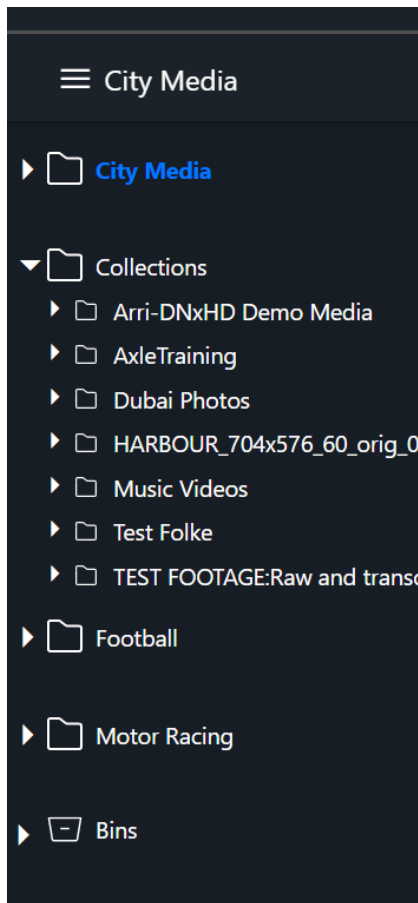 City Media
City Media
Collections
Arri-DNxHD Demo Media
AxleTraining
Dubai Photos
HARBOUR_704x576_60_orig_0
Music Videos
Test Folke
TEST FOOTAGE:Raw and transc
Football
Motor Racing
Bins